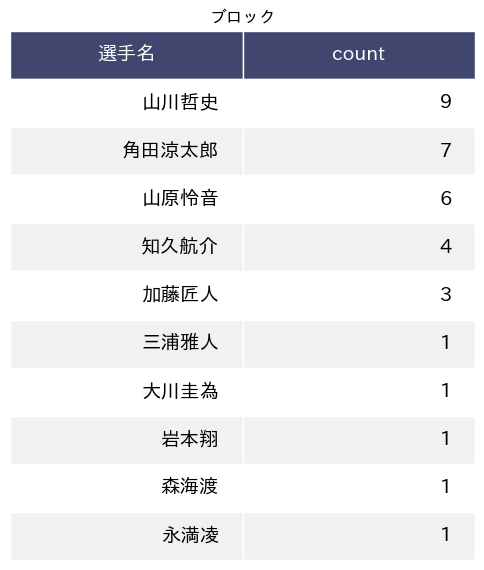 ブロック
選手名 count
山川哲史 9
角田涼太郎 7
山原怜音 6
知久航介 4
加藤匠人 3
三浦雅人 1
大川圭為 1
岩本翔 1
森海渡 1
永満凌 1